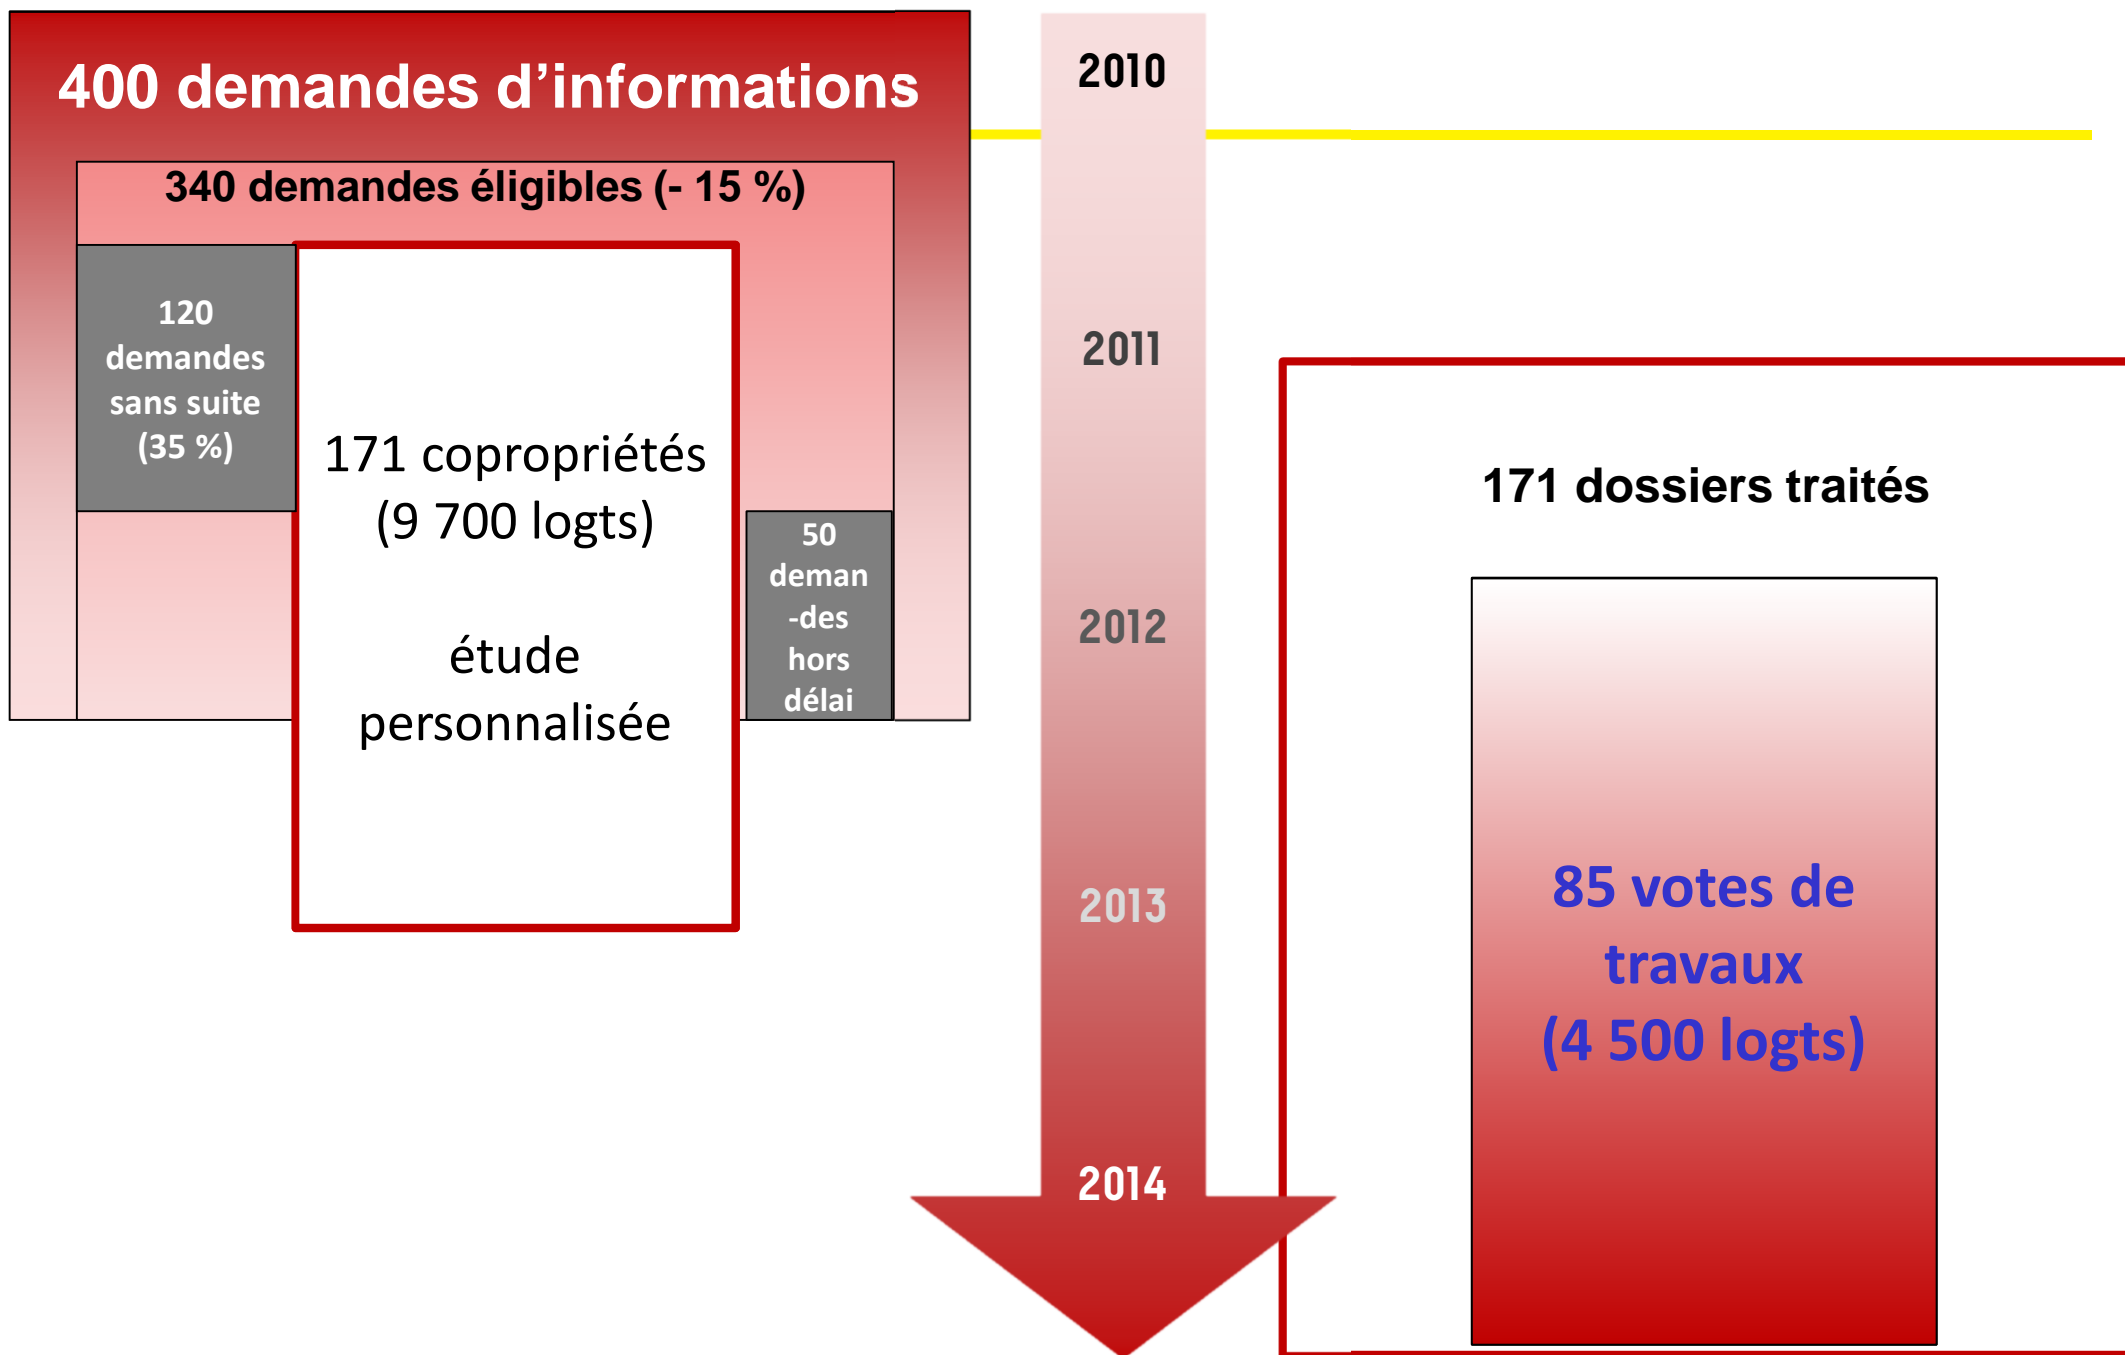 400 demandes d’informations
340 demandes éligibles (- 15 %)
120
demandes
sans suite
(35 %)
171 copropriétés
(9 700 logts)
étude
personnalisée
50
deman
-des
hors
délai
2010
2011
2012
2013
2014
171 dossiers traités
85 votes de
travaux
(4 500 logts)